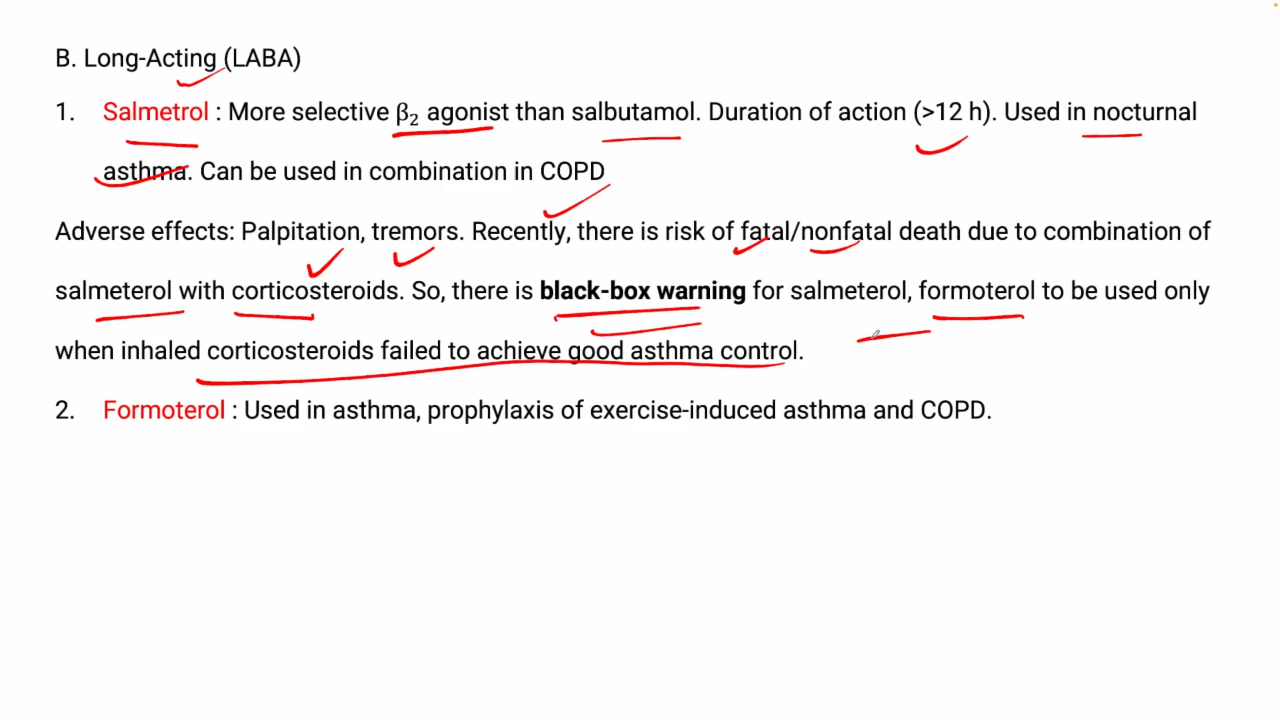 B. Long-Acting (LABA)
1. Salmetrol : More selective β₂ agonist than salbutamol. Duration of action (>12 h). Used in nocturnal
asthma. Can be used in combination in COPD
Adverse effects: Palpitation, tremors. Recently, there is risk of fatal/nonfatal death due to combination of
salmeterol with corticosteroids. So, there is black-box warning for salmeterol, formoterol to be used only
when inhaled corticosteroids failed to achieve good asthma control.
2. Formoterol : Used in asthma, prophylaxis of exercise-induced asthma and COPD.